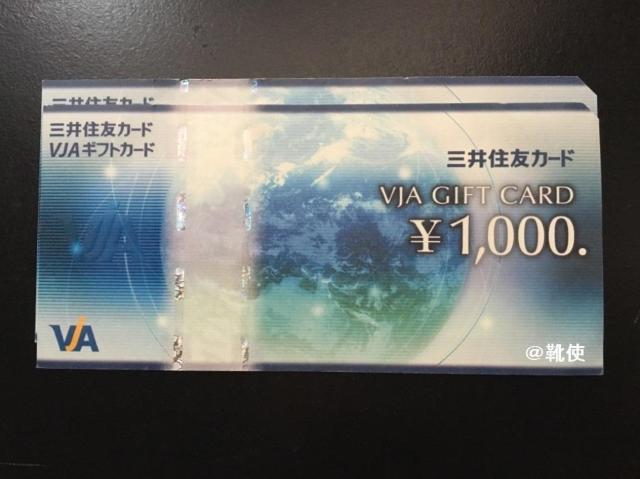 三井住友カード
三井住友カード
VJAギフトカード
三井住友カード
VJA GIFT CARD
¥1,000.
VJA
VJA
@靴使